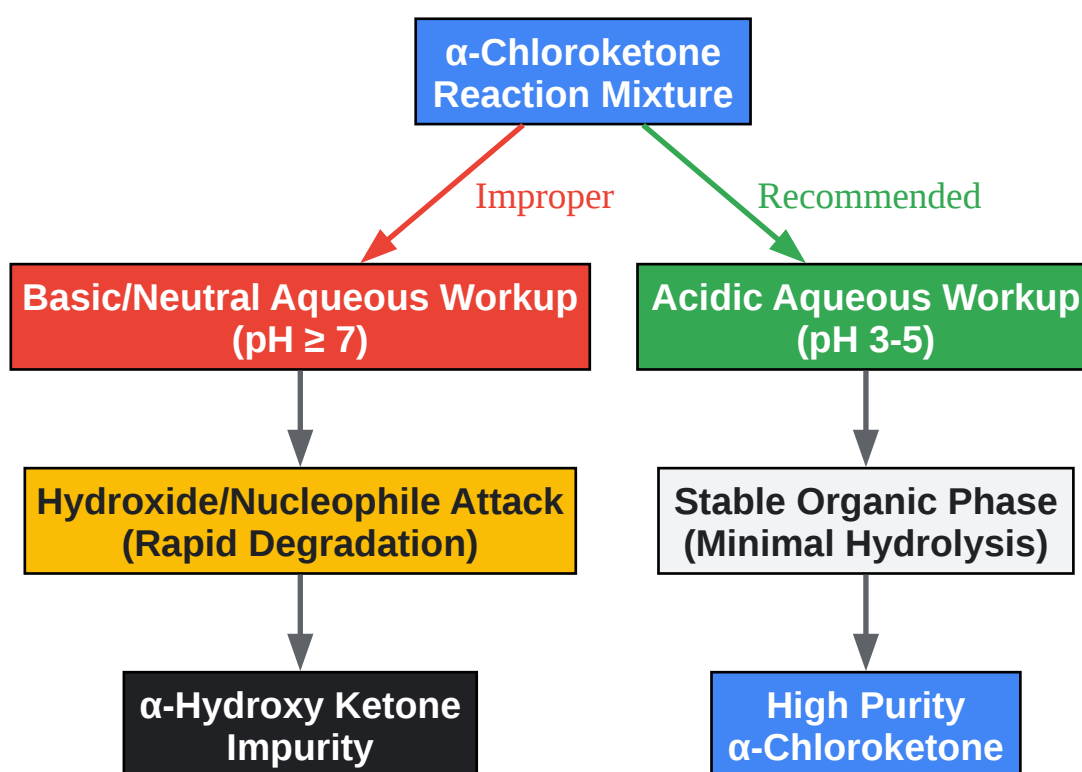 α-Chloroketone
Reaction Mixture
Improper
Recommended
Basic/Neutral Aqueous Workup
(pH ≥ 7)
Acidic Aqueous Workup
(pH 3-5)
Hydroxide/Nucleophile Attack
(Rapid Degradation)
Stable Organic Phase
(Minimal Hydrolysis)
α-Hydroxy Ketone
Impurity
High Purity
α-Chloroketone